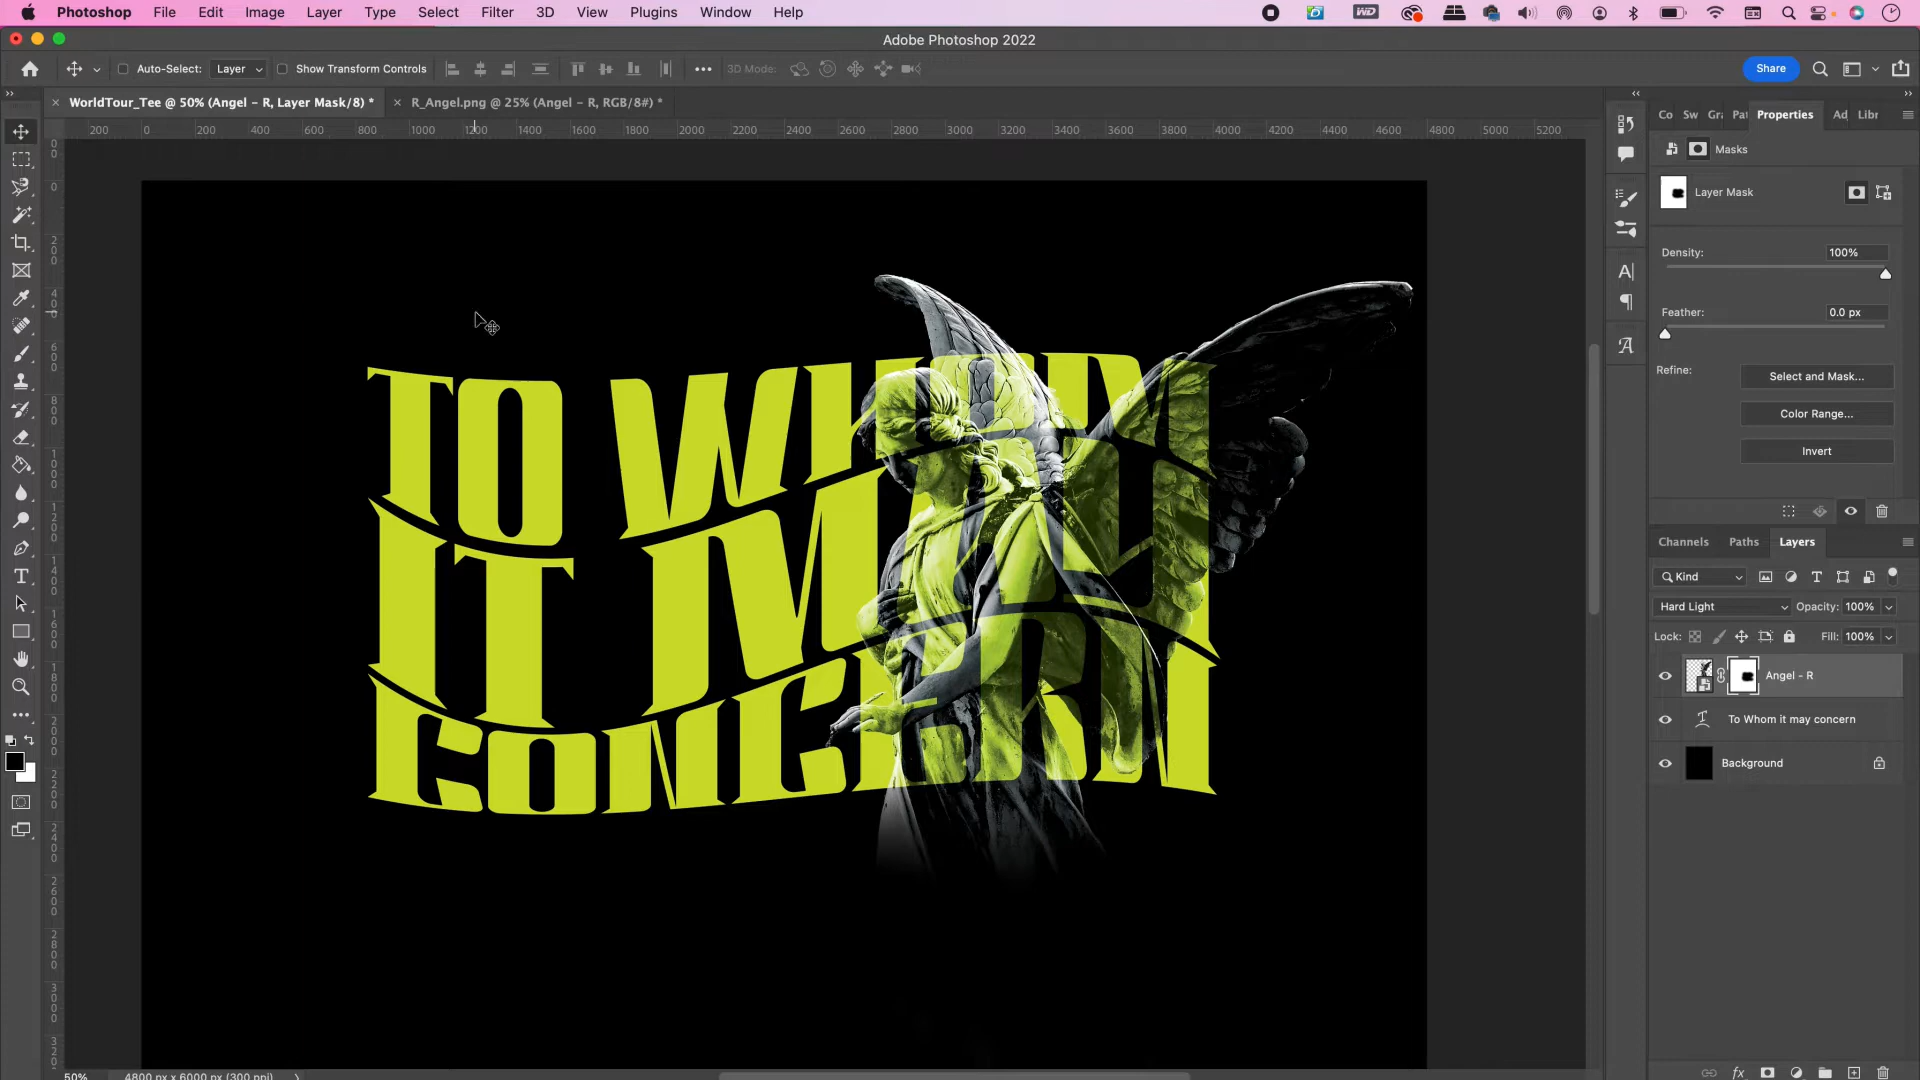 Photoshop File Edit Image Layer Type Select Filter 3D View Plugins Window Help
Adobe Photoshop 2022
Auto-Select: Layer Show Transform Controls 3D Mode: Share
WorldTour_Tee @ 50% (Angel – R, Layer Mask/8) * R_Angel.png @ 25% (Angel – R, RGB/8#) *
200 0 200 400 600 800 1000 1200 1400 1600 1800 2000 2200 2400 2600 2800 3000 3200 3400 3600 3800 4000 4200 4400 4600 4800 5000 5200
TO WHOM
IT MAY
CONCERN
Co Sw Gra Pat Properties Ad Libr
Masks
Layer Mask
Density: 100%
Feather: 0.0 px
Refine: Select and Mask...
Color Range...
Invert
Channels Paths Layers
Kind
Hard Light Opacity: 100%
Lock: Fill: 100%
Angel – R
To Whom it may concern
Background
fx
50% 4800 px x 6000 px (300 ppi)